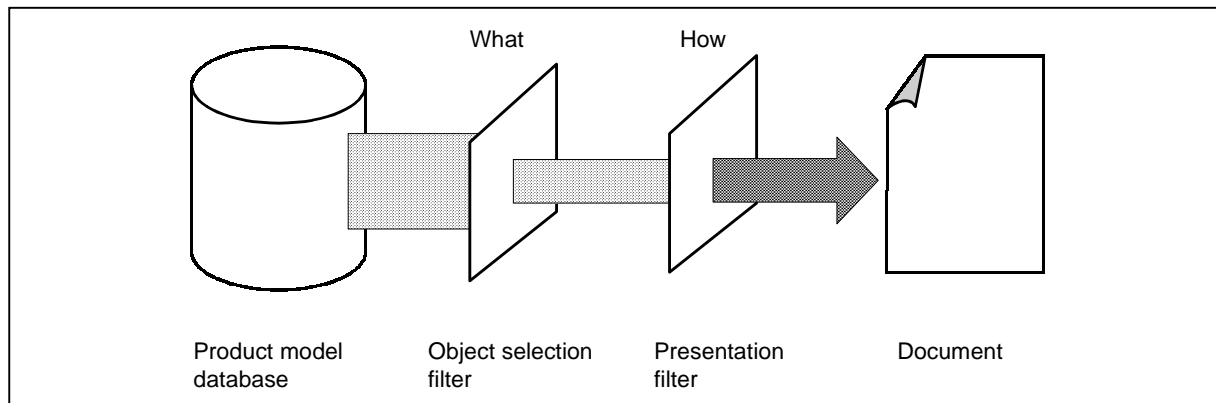 What
How
Product model
database
Object selection
filter
Presentation
filter
Document